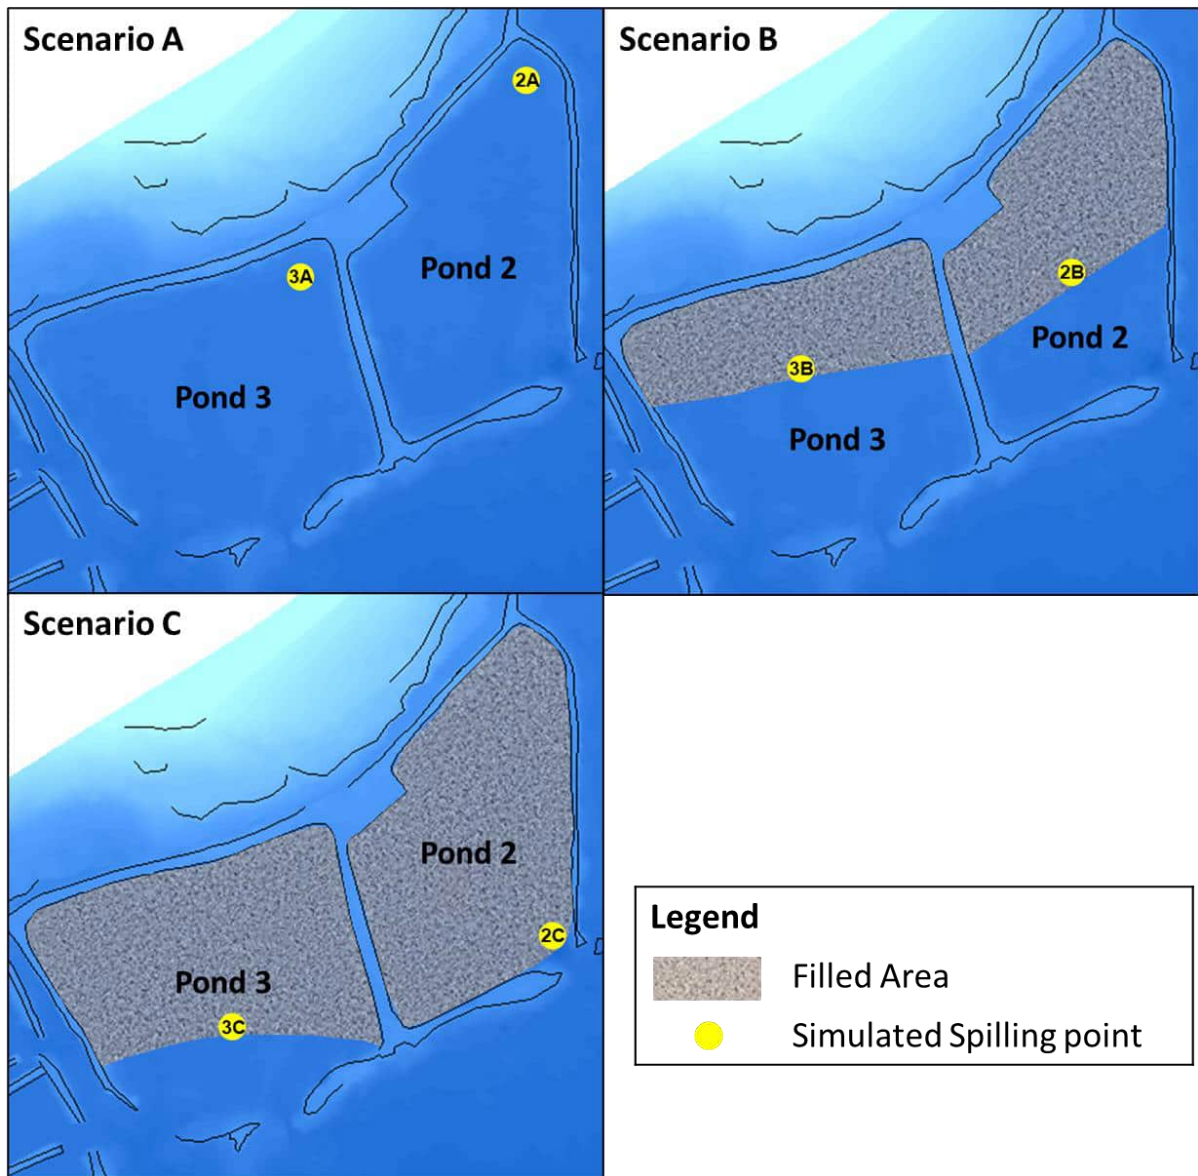 Scenario A
2A
3A
Pond 2
Pond 3
Scenario B
2B
Pond 2
3B
Pond 3
Scenario C
Pond 2
2C
Pond 3
3C
Legend
Filled Area
Simulated Spilling point